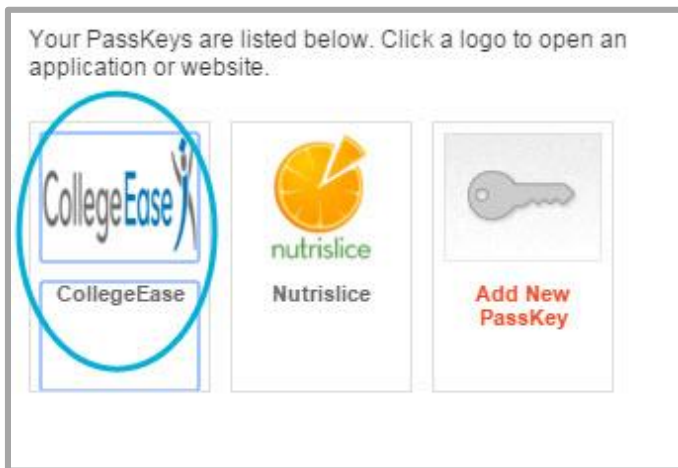 Your PassKeys are listed below. Click a logo to open an
application or website.
CollegeEase
nutrislice
CollegeEase
Nutrislice
Add New
PassKey